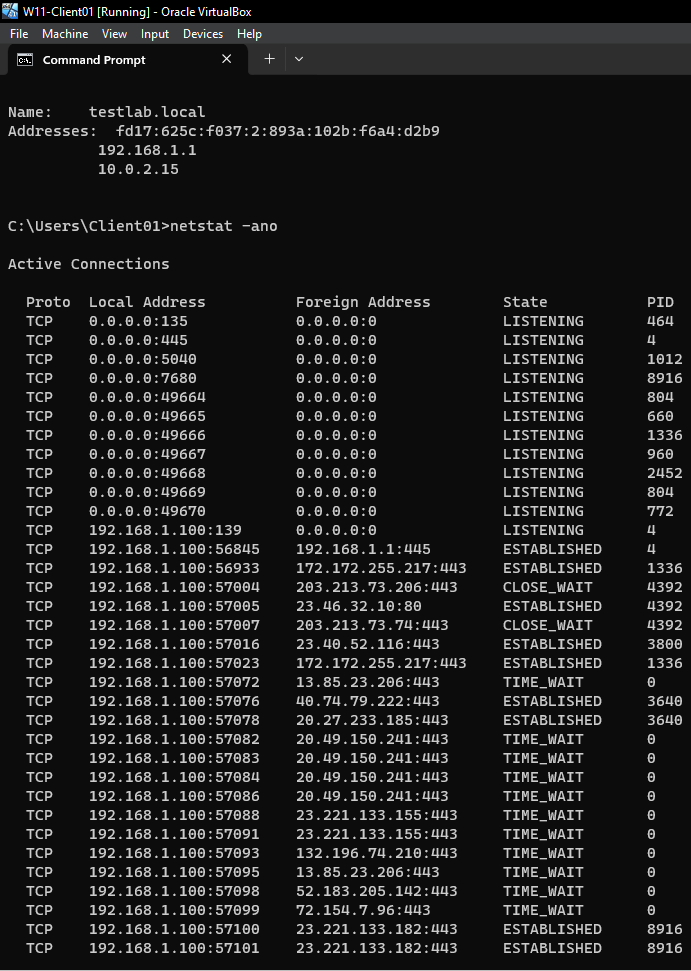 W11-Client01 [Running] - Oracle VirtualBox
File Machine View Input Devices Help
Command Prompt
Name: testlab.local
Addresses: fd17:625c:f037:2:893a:102b:f6a4:d2b9
192.168.1.1
10.0.2.15
C:\Users\Client01>netstat -ano
Active Connections
Proto Local Address Foreign Address State PID
TCP 0.0.0.0:135 0.0.0.0:0 LISTENING 464
TCP 0.0.0.0:445 0.0.0.0:0 LISTENING 4
TCP 0.0.0.0:5040 0.0.0.0:0 LISTENING 1012
TCP 0.0.0.0:7680 0.0.0.0:0 LISTENING 8916
TCP 0.0.0.0:49664 0.0.0.0:0 LISTENING 804
TCP 0.0.0.0:49665 0.0.0.0:0 LISTENING 660
TCP 0.0.0.0:49666 0.0.0.0:0 LISTENING 1336
TCP 0.0.0.0:49667 0.0.0.0:0 LISTENING 960
TCP 0.0.0.0:49668 0.0.0.0:0 LISTENING 2452
TCP 0.0.0.0:49669 0.0.0.0:0 LISTENING 804
TCP 0.0.0.0:49670 0.0.0.0:0 LISTENING 772
TCP 192.168.1.100:139 0.0.0.0:0 LISTENING 4
TCP 192.168.1.100:56845 192.168.1.1:445 ESTABLISHED 4
TCP 192.168.1.100:56933 172.172.255.217:443 ESTABLISHED 1336
TCP 192.168.1.100:57004 203.213.73.206:443 CLOSE_WAIT 4392
TCP 192.168.1.100:57005 23.46.32.10:80 ESTABLISHED 4392
TCP 192.168.1.100:57007 203.213.73.74:443 CLOSE_WAIT 4392
TCP 192.168.1.100:57016 23.40.52.116:443 ESTABLISHED 3800
TCP 192.168.1.100:57023 172.172.255.217:443 ESTABLISHED 1336
TCP 192.168.1.100:57072 13.85.23.206:443 TIME_WAIT 0
TCP 192.168.1.100:57076 40.74.79.222:443 ESTABLISHED 3640
TCP 192.168.1.100:57078 20.27.233.185:443 ESTABLISHED 3640
TCP 192.168.1.100:57082 20.49.150.241:443 TIME_WAIT 0
TCP 192.168.1.100:57083 20.49.150.241:443 TIME_WAIT 0
TCP 192.168.1.100:57084 20.49.150.241:443 TIME_WAIT 0
TCP 192.168.1.100:57086 20.49.150.241:443 TIME_WAIT 0
TCP 192.168.1.100:57088 23.221.133.155:443 TIME_WAIT 0
TCP 192.168.1.100:57091 23.221.133.155:443 TIME_WAIT 0
TCP 192.168.1.100:57093 132.196.74.210:443 TIME_WAIT 0
TCP 192.168.1.100:57095 13.85.23.206:443 TIME_WAIT 0
TCP 192.168.1.100:57098 52.183.205.142:443 TIME_WAIT 0
TCP 192.168.1.100:57099 72.154.7.96:443 TIME_WAIT 0
TCP 192.168.1.100:57100 23.221.133.182:443 ESTABLISHED 8916
TCP 192.168.1.100:57101 23.221.133.182:443 ESTABLISHED 8916